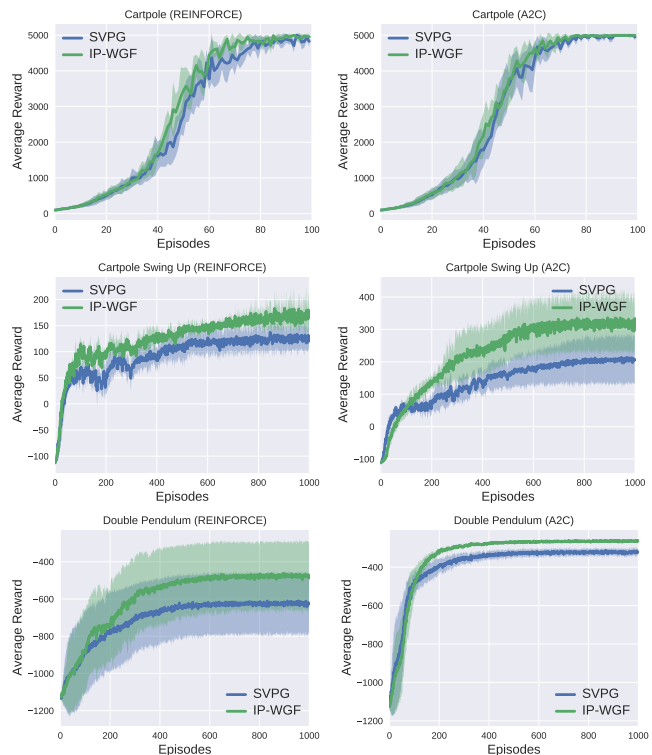 Cartpole (REINFORCE)
5000
4000
3000
2000
1000
0
Average Reward
SVPG
IP-WGF
0 20 40 60 80 100
Episodes
Cartpole (A2C)
5000
4000
3000
2000
1000
0
Average Reward
SVPG
IP-WGF
0 20 40 60 80 100
Episodes
Cartpole Swing Up (REINFORCE)
200
150
100
50
0
−50
−100
Average Reward
SVPG
IP-WGF
0 200 400 600 800 1000
Episodes
Cartpole Swing Up (A2C)
400
300
200
100
0
−100
Average Reward
SVPG
IP-WGF
0 200 400 600 800 1000
Episodes
Double Pendulum (REINFORCE)
−400
−600
−800
−1000
−1200
Average Reward
SVPG
IP-WGF
0 200 400 600 800 1000
Episodes
Double Pendulum (A2C)
−400
−600
−800
−1000
−1200
Average Reward
SVPG
IP-WGF
0 200 400 600 800 1000
Episodes